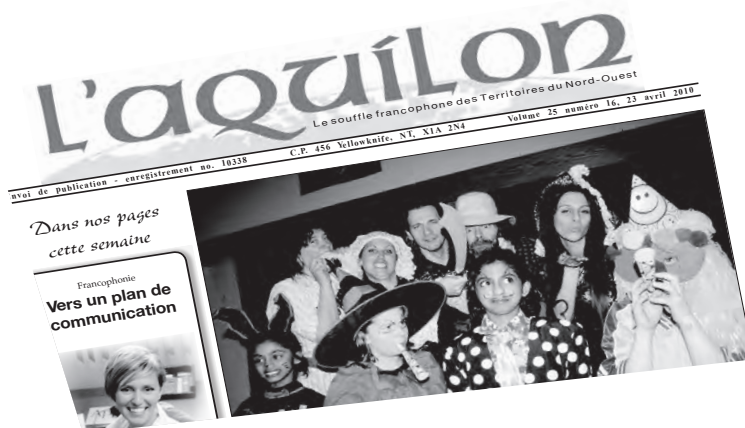 L'aquilon
Le souffle francophone des Territoires du Nord-Ouest
nvoi de publication - enregistrement no. 10338 C.P. 456 Yellowknife, NT, X1A 2N4 Volume 25 numéro 16, 23 avril 2010
Dans nos pages
cette semaine
Francophonie
Vers un plan de
communication